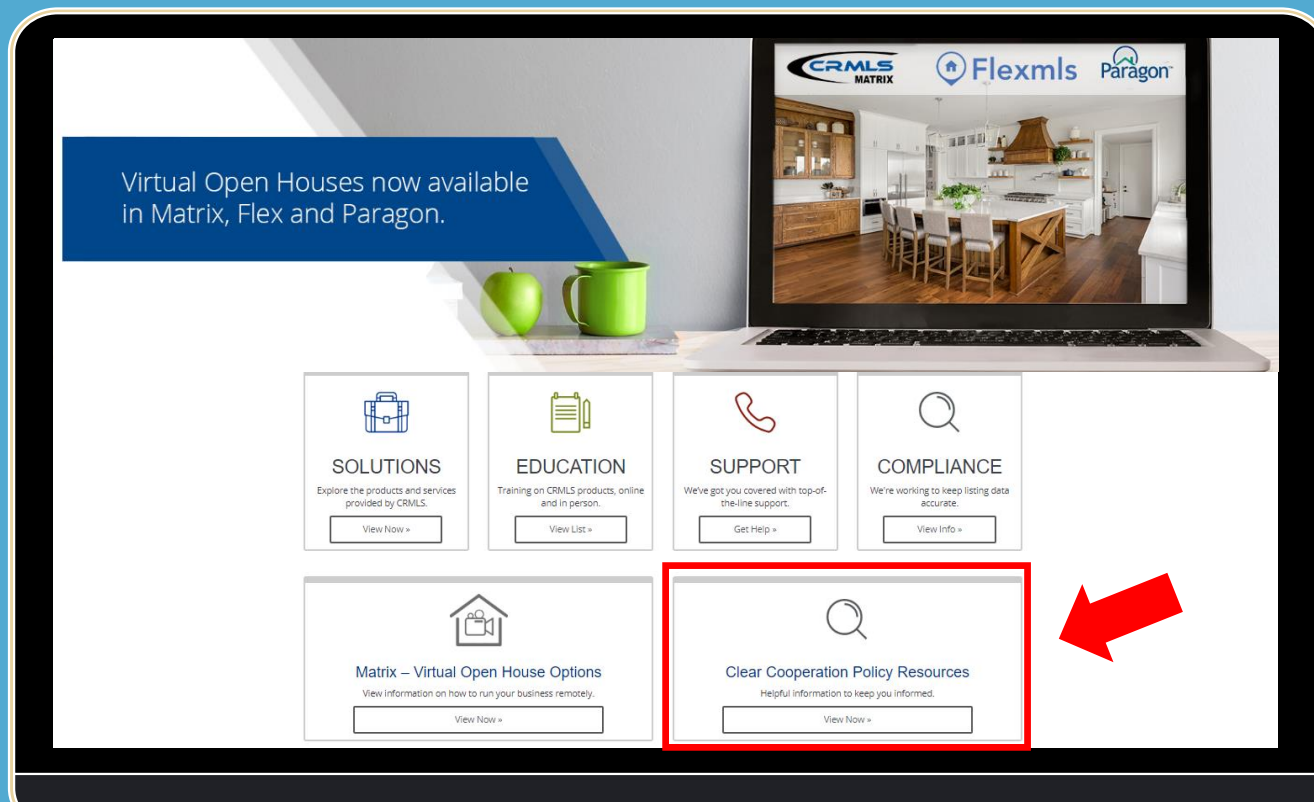 CRMLS
MATRIX
Flexmls
Paragon™
Virtual Open Houses now available
in Matrix, Flex and Paragon.
SOLUTIONS
Explore the products and services
provided by CRMLS.
View Now »
EDUCATION
Training on CRMLS products, online
and in person.
View List »
SUPPORT
We've got you covered with top-of-
the-line support.
Get Help »
COMPLIANCE
We're working to keep listing data
accurate.
View Info »
Matrix – Virtual Open House Options
View information on how to run your business remotely.
View Now »
Clear Cooperation Policy Resources
Helpful information to keep you informed.
View Now »